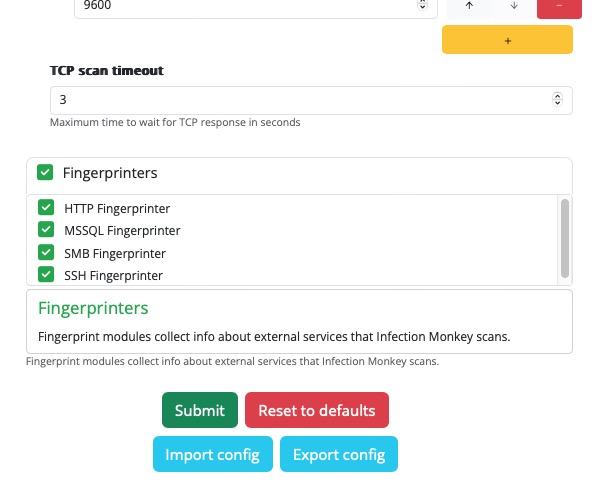 9600
+
TCP scan timeout
3
Maximum time to wait for TCP response in seconds
Fingerprinters
HTTP Fingerprinter
MSSQL Fingerprinter
SMB Fingerprinter
SSH Fingerprinter
Fingerprinters
Fingerprint modules collect info about external services that Infection Monkey scans.
Fingerprint modules collect info about external services that Infection Monkey scans.
Submit Reset to defaults
Import config Export config